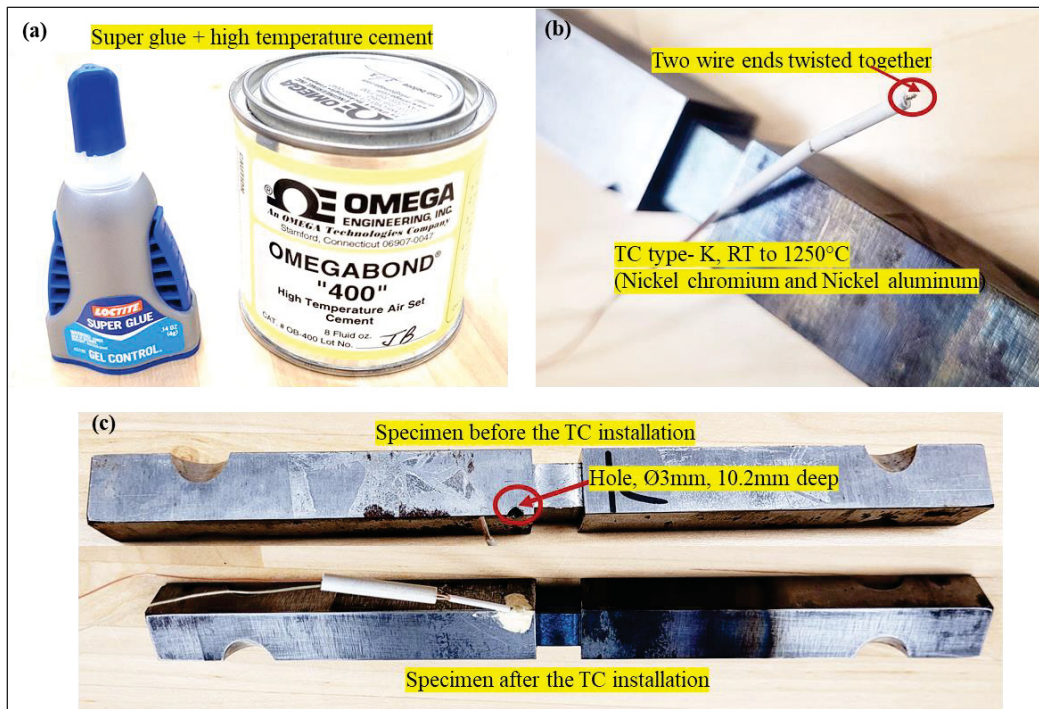 (a)
Super glue + high temperature cement
LOCTITE
SUPER GLUE
.14 OZ
(4g)
GEL CONTROL
OMEGA
ENGINEERING, INC.
An OMEGA Technologies Company
Stamford, Connecticut 06907-0047
OMEGABOND®
"400"
High Temperature Air Set
Cement
8 Fluid oz.
CAT. # OB-400 Lot No. JB
(b)
Two wire ends twisted together
TC type- K, RT to 1250°C
(Nickel chromium and Nickel aluminum)
(c)
Specimen before the TC installation
Hole, Ø3mm, 10.2mm deep
Specimen after the TC installation